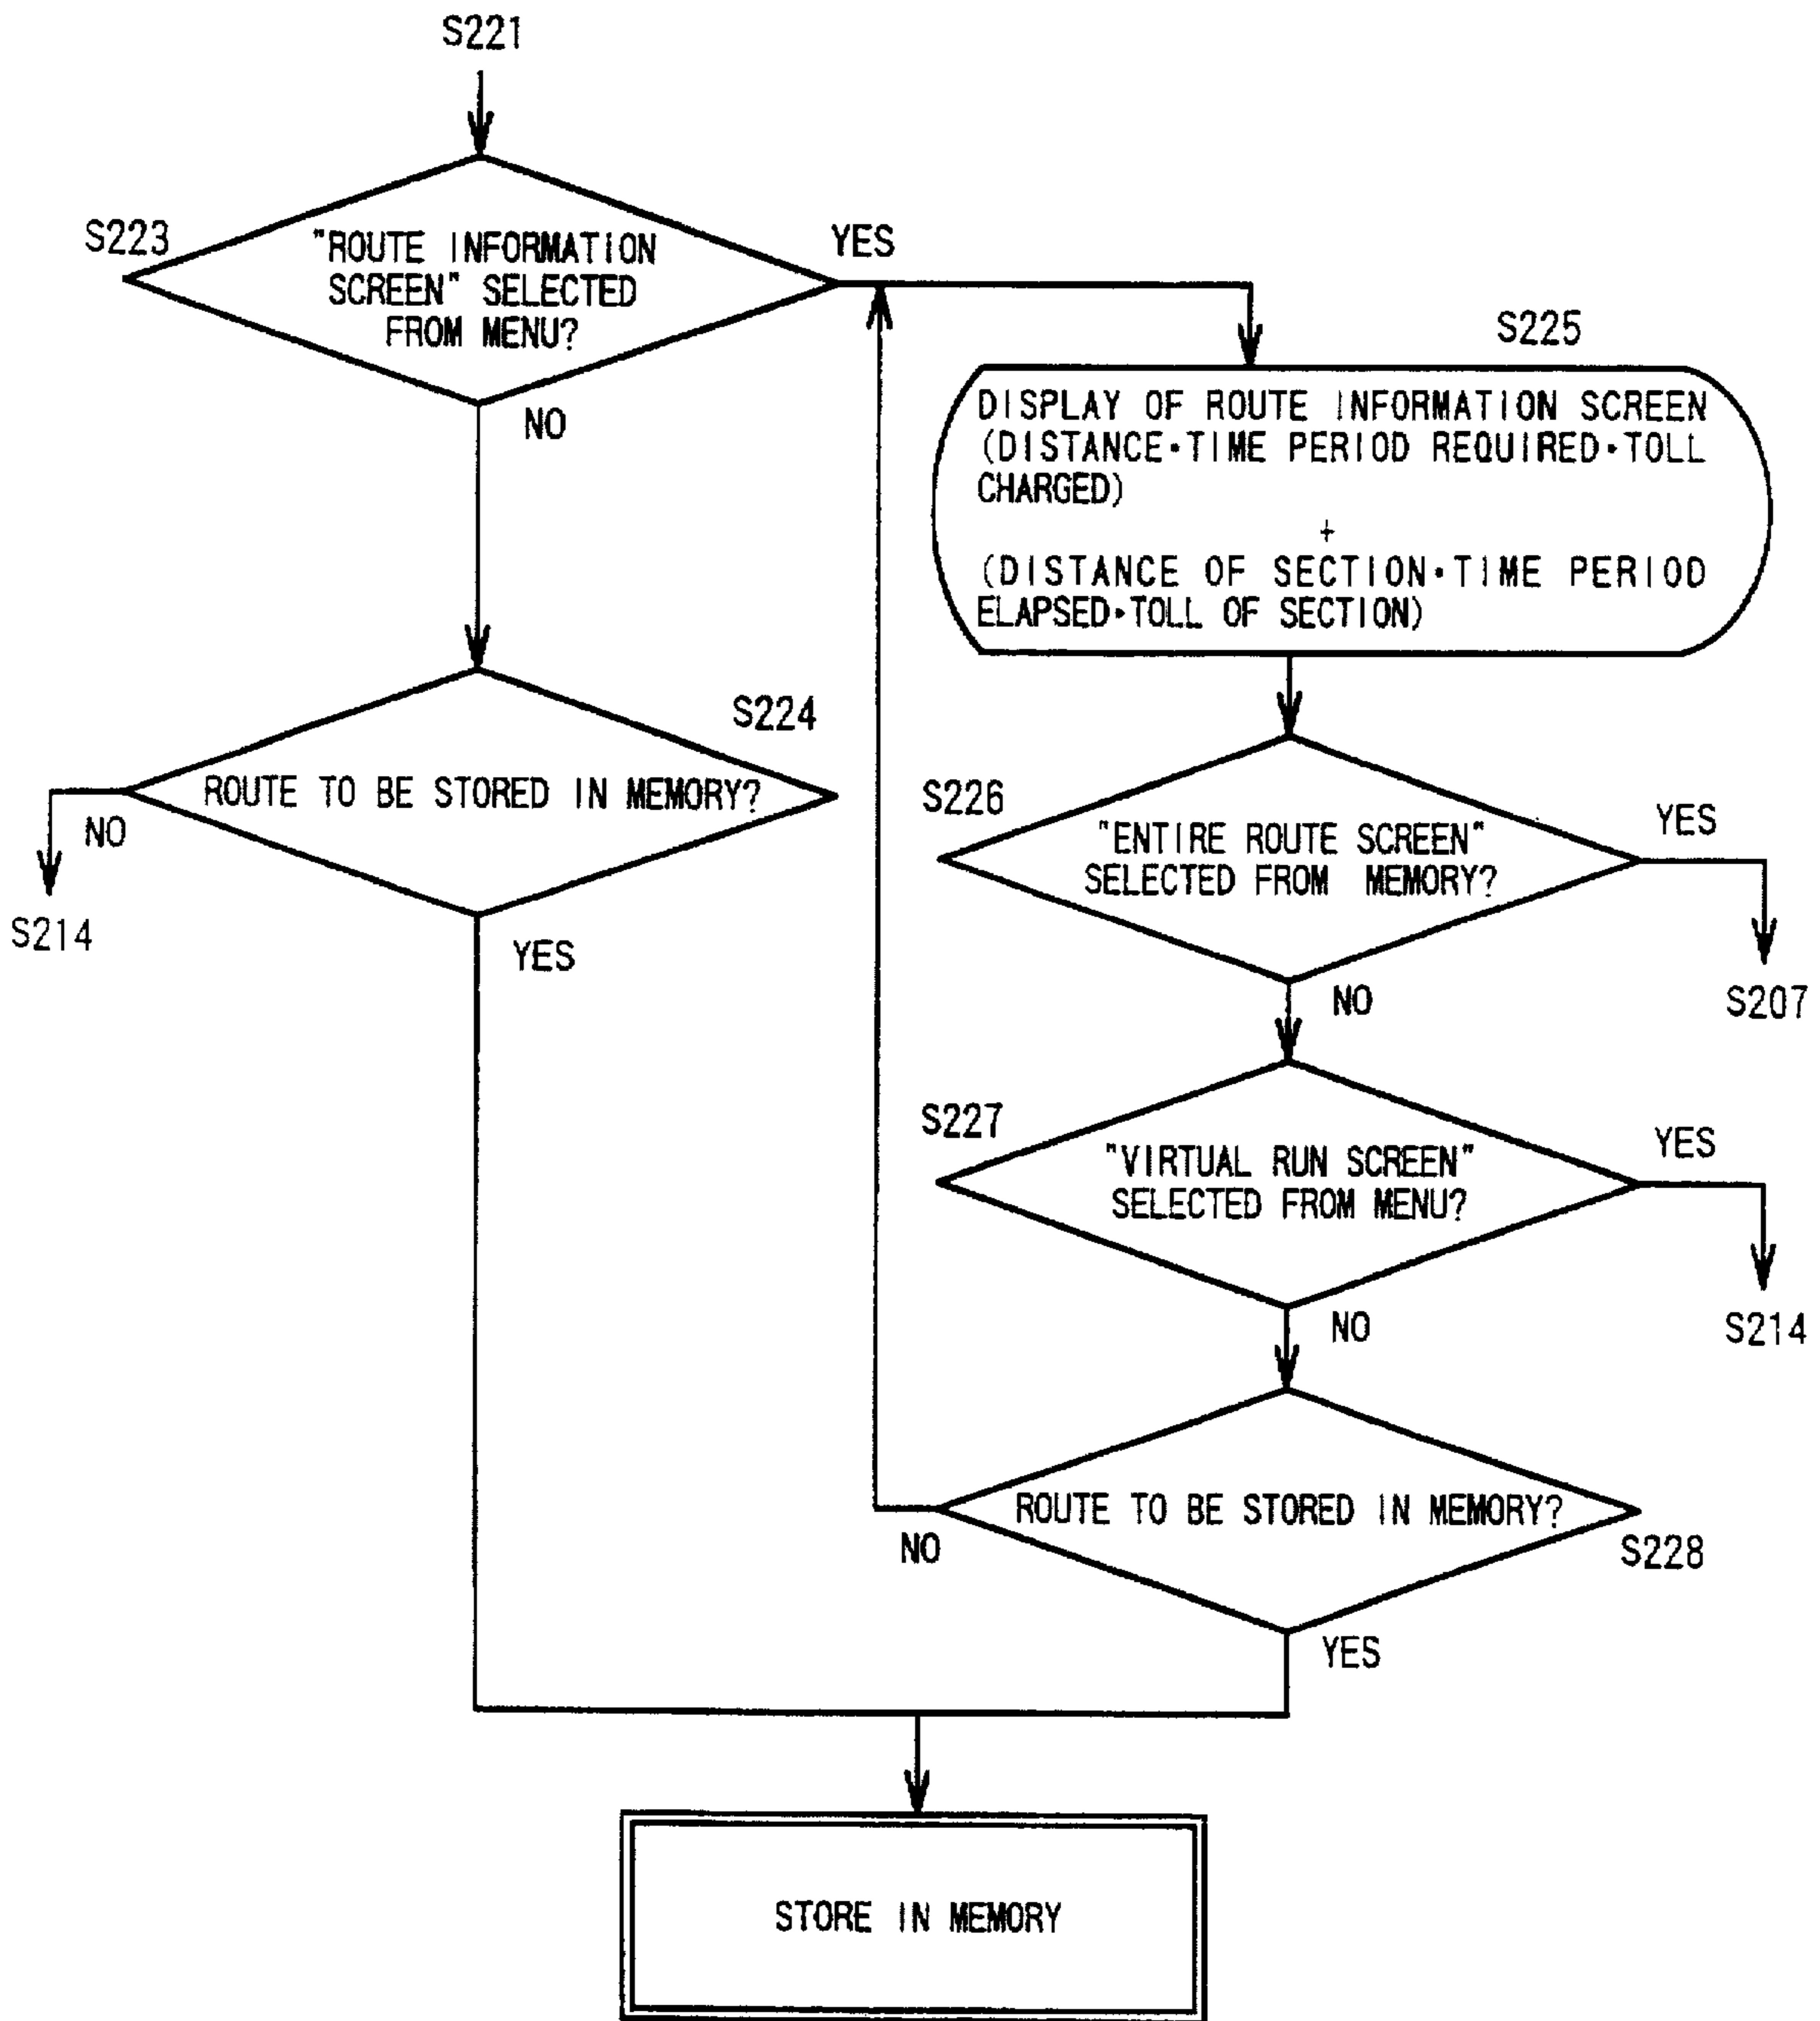 S221
S223
"ROUTE INFORMATION
SCREEN" SELECTED
FROM MENU?
YES
NO
S225
DISPLAY OF ROUTE INFORMATION SCREEN
(DISTANCE・TIME PERIOD REQUIRED・TOLL
CHARGED)
+
(DISTANCE OF SECTION・TIME PERIOD
ELAPSED・TOLL OF SECTION)
S224
ROUTE TO BE STORED IN MEMORY?
NO
S214
YES
S226
"ENTIRE ROUTE SCREEN"
SELECTED FROM MEMORY?
YES
S207
NO
S227
"VIRTUAL RUN SCREEN"
SELECTED FROM MENU?
YES
S214
NO
ROUTE TO BE STORED IN MEMORY?
NO
S228
YES
STORE IN MEMORY